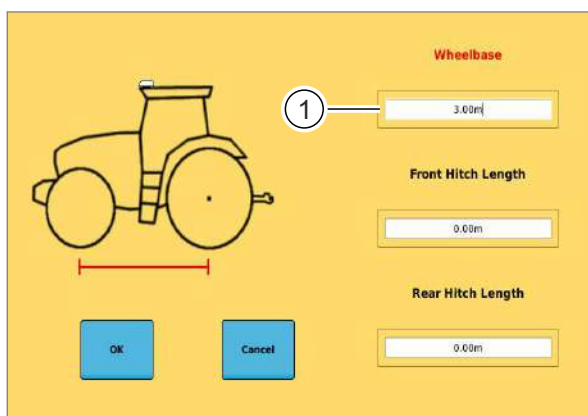 Wheelbase
1
3.00m
Front Hitch Length
0.00m
Rear Hitch Length
0.00m
OK
Cancel